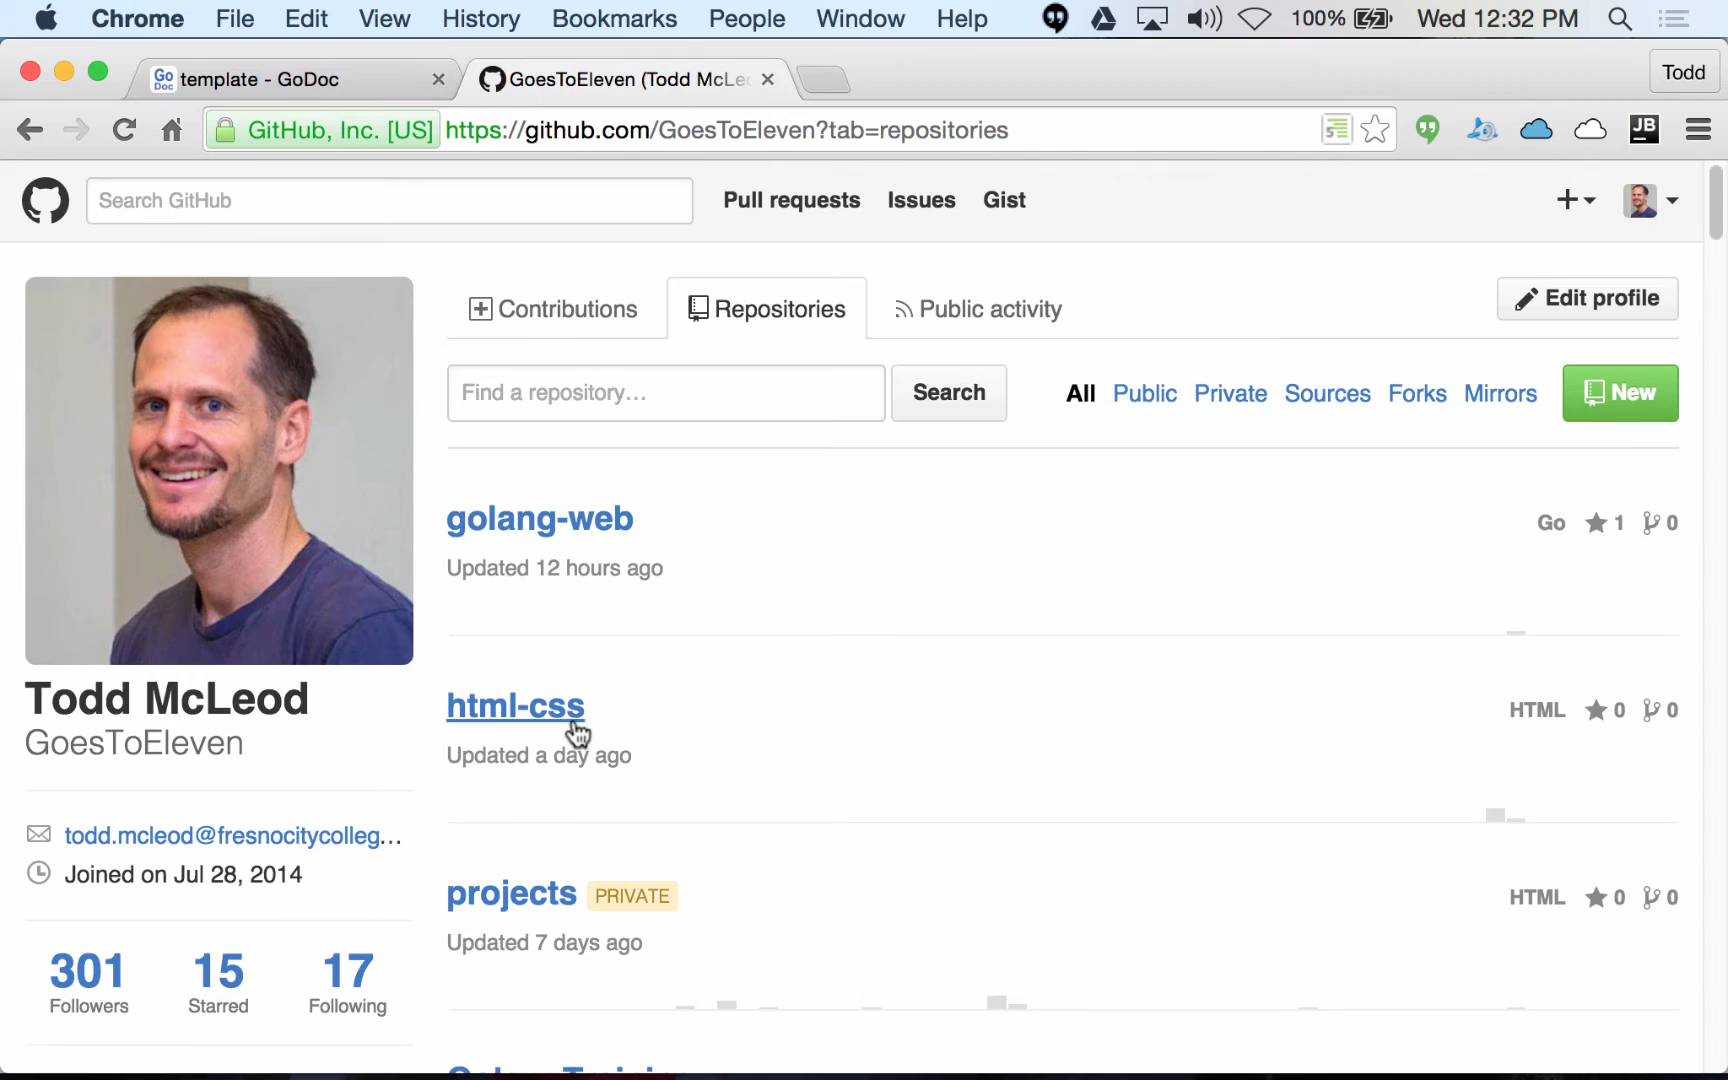 Chrome File Edit View History Bookmarks People Window Help 100% Wed 12:32 PM
Go Doc template - GoDoc GoesToEleven (Todd McLe Todd
GitHub, Inc. [US] https://github.com/GoesToEleven?tab=repositories JB
Search GitHub Pull requests Issues Gist
Contributions Repositories Public activity Edit profile
Find a repository… Search All Public Private Sources Forks Mirrors New
golang-web Go 1 0
Updated 12 hours ago
Todd McLeod
GoesToEleven
html-css HTML 0 0
Updated a day ago
todd.mcleod@fresnocitycolleg…
Joined on Jul 28, 2014
projects PRIVATE HTML 0 0
Updated 7 days ago
301 15 17
Followers Starred Following